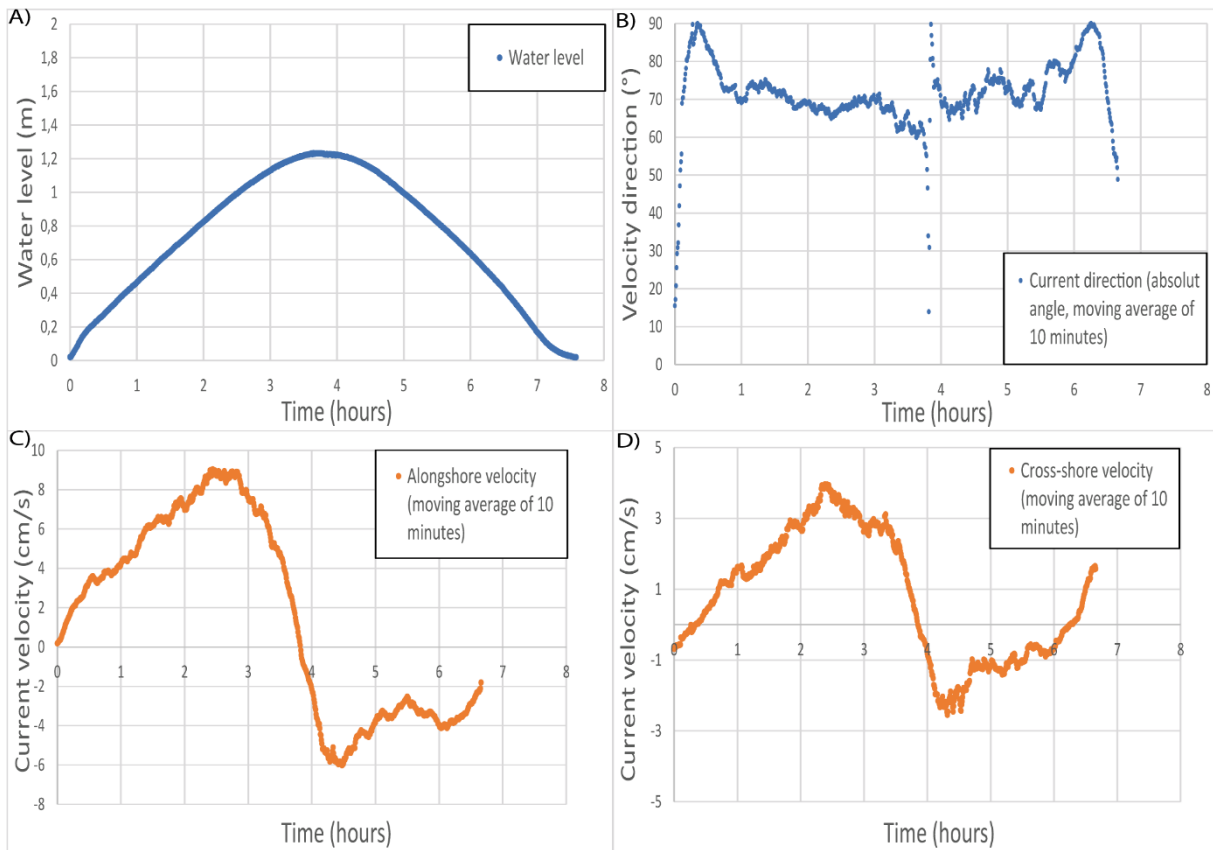 A)
Water level (m)
2
1,8
1,6
1,4
1,2
1
0,8
0,6
0,4
0,2
0
0 1 2 3 4 5 6 7 8
Time (hours)
Water level
B)
Velocity direction (°)
90
80
70
60
50
40
30
20
10
0
0 1 2 3 4 5 6 7 8
Time (hours)
Current direction (absolut
angle, moving average of
10 minutes)
C)
Current velocity (cm/s)
10
8
6
4
2
0
-2
-4
-6
-8
0 1 2 3 4 5 6 7 8
Time (hours)
Alongshore velocity
(moving average of 10
minutes)
D)
Current velocity (cm/s)
5
3
1
-1
-3
-5
0 1 2 3 4 5 6 7 8
Time (hours)
Cross-shore velocity
(moving average of 10
minutes)